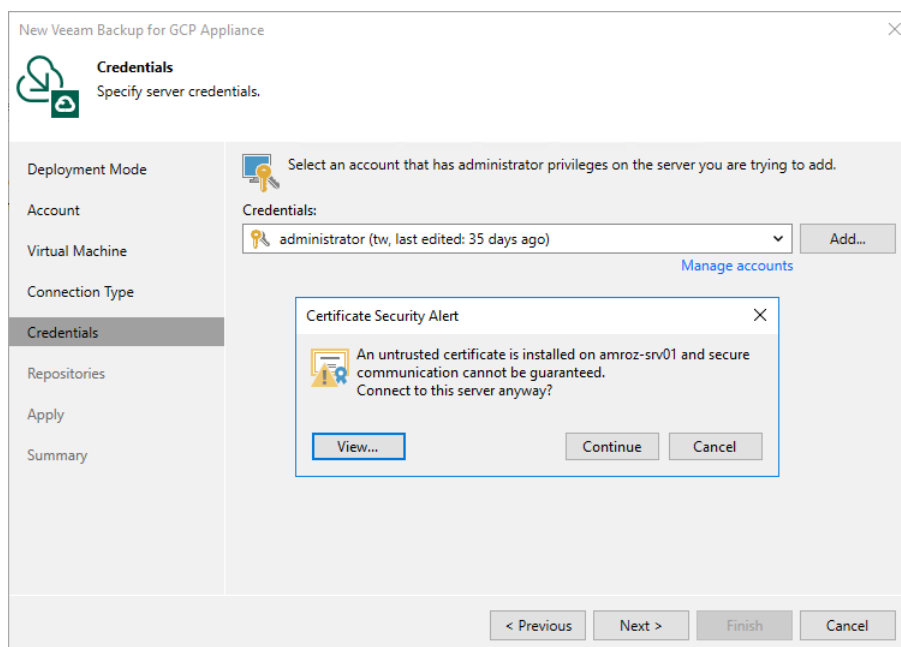 New Veeam Backup for GCP Appliance
Credentials
Specify server credentials.
Deployment Mode
Account
Virtual Machine
Connection Type
Credentials
Repositories
Apply
Summary
Select an account that has administrator privileges on the server you are trying to add.
Credentials:
administrator (tw, last edited: 35 days ago)
Add...
Manage accounts
Certificate Security Alert
An untrusted certificate is installed on amroz-srv01 and secure
communication cannot be guaranteed.
Connect to this server anyway?
View...
Continue
Cancel
< Previous
Next >
Finish
Cancel